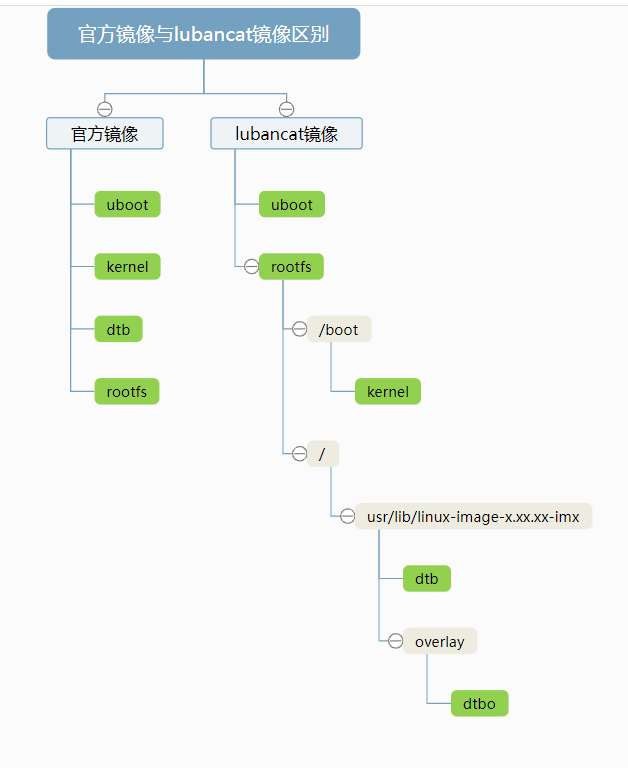 官方镜像与lubancat镜像区别
官方镜像
lubancat镜像
uboot
uboot
kernel
rootfs
dtb
/boot
rootfs
kernel
/
usr/lib/linux-image-x.xx.xx-imx
dtb
overlay
dtbo